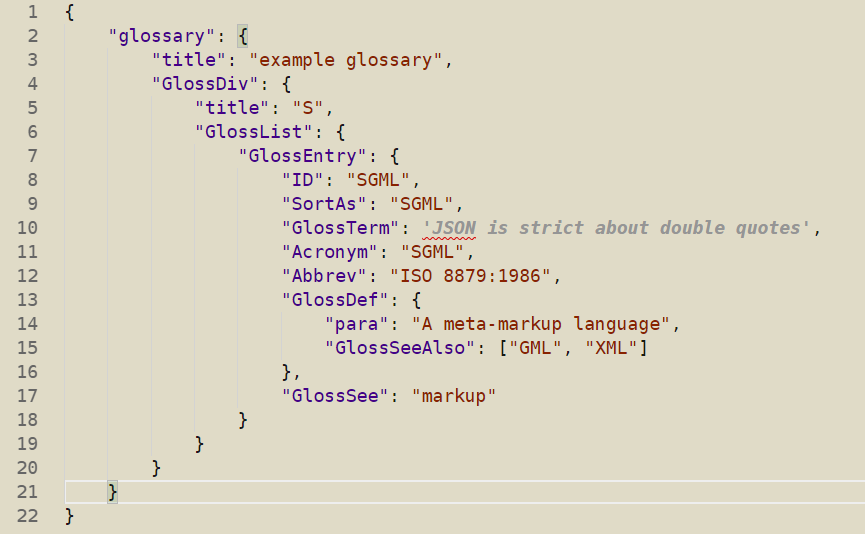 1 {
2     "glossary": {
3         "title": "example glossary",
4         "GlossDiv": {
5             "title": "S",
6             "GlossList": {
7                 "GlossEntry": {
8                     "ID": "SGML",
9                     "SortAs": "SGML",
10                     "GlossTerm": 'JSON is strict about double quotes',
11                     "Acronym": "SGML",
12                     "Abbrev": "ISO 8879:1986",
13                     "GlossDef": {
14                         "para": "A meta-markup language",
15                         "GlossSeeAlso": ["GML", "XML"]
16                     },
17                     "GlossSee": "markup"
18                 }
19             }
20         }
21     }
22 }